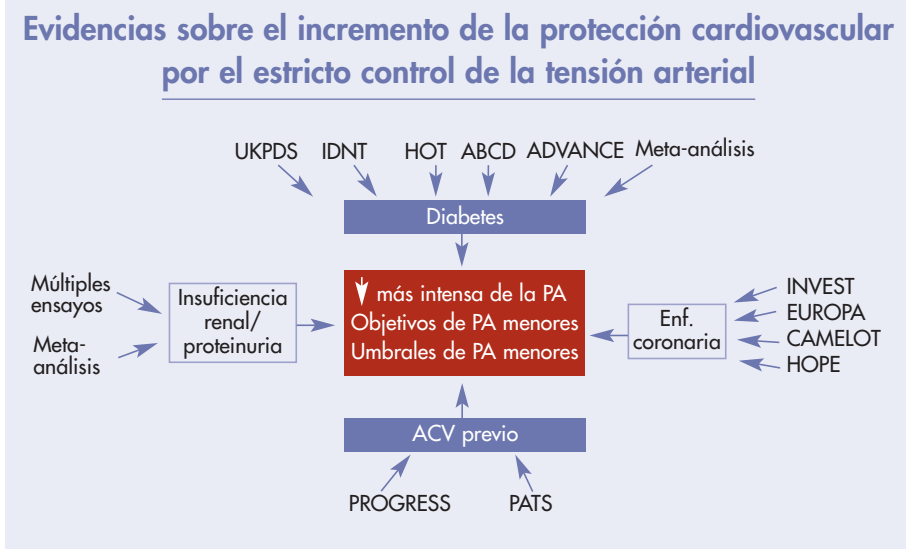 Evidencias sobre el incremento de la protección cardiovascular
por el estricto control de la tensión arterial
UKPDS IDNT HOT ABCD ADVANCE Meta-análisis
Diabetes
Múltiples
ensayos
Meta-
análisis
Insuficiencia
renal/
proteinuria
más intensa de la PA
Objetivos de PA menores
Umbrales de PA menores
Enf.
coronaria
INVEST
EUROPA
CAMELOT
HOPE
ACV previo
PROGRESS PATS